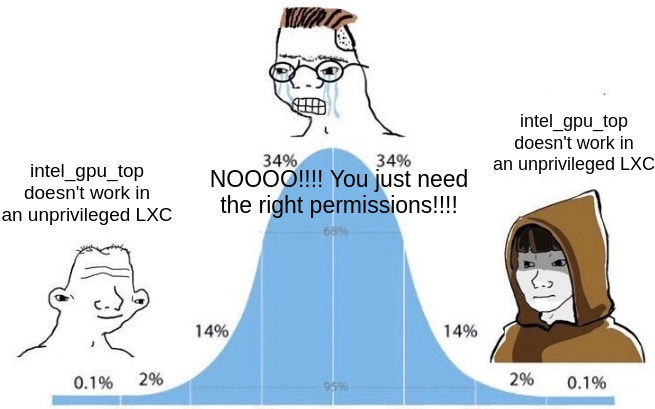 intel_gpu_top
doesn't work in
an unprivileged LXC
34%
34%
NOOOO!!!! You just need
the right permissions!!!!
intel_gpu_top
doesn't work in
an unprivileged LXC
68%
14%
14%
95%
0.1%
2%
2%
0.1%